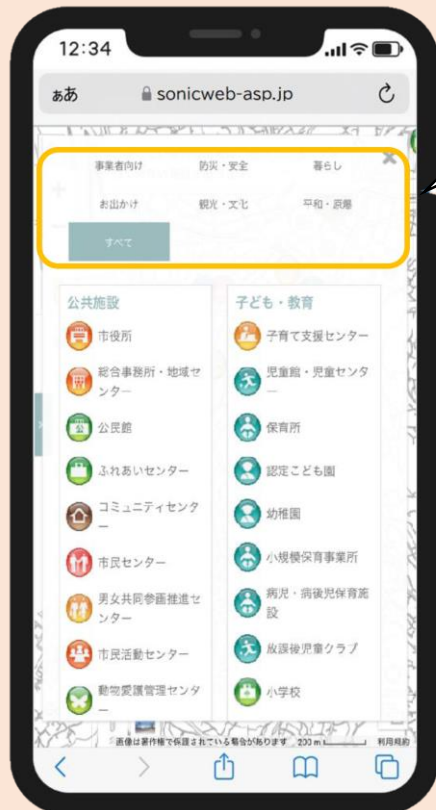 12:34
ぁあ sonicweb-asp.jp
事業者向け 防災・安全 暮らし
お出かけ 観光・文化 平和・原爆
すべて
公共施設
市役所
総合事務所・地域セ
ンター
公民館
ふれあいセンター
コミュニティセンタ
ー
市民センター
男女共同参画推進セ
ンター
市民活動センター
動物愛護管理センタ
ー
子ども・教育
子育て支援センター
児童館・児童センタ
ー
保育所
認定こども園
幼稚園
小規模保育事業所
病児・病後児保育施
設
放課後児童クラブ
小学校
画像は著作権で保護されている場合があります 200 m 利用規約